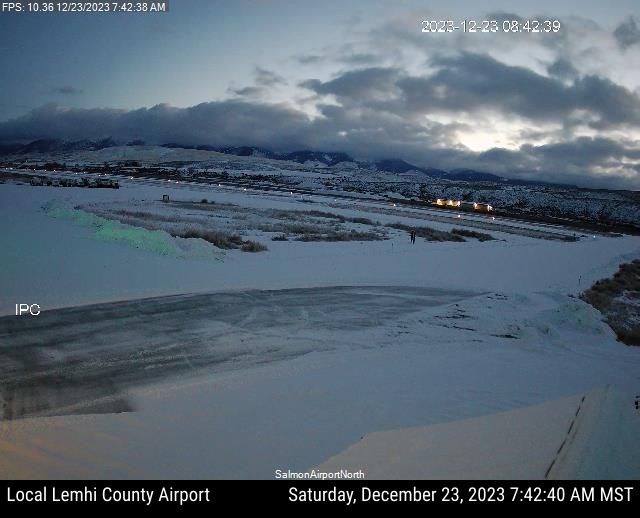 FPS: 10.36 12/23/2023 7:42:38 AM
2023-12-23 08:42:39
IPC
SalmonAirportNorth
Local Lemhi County Airport Saturday, December 23, 2023 7:42:40 AM MST